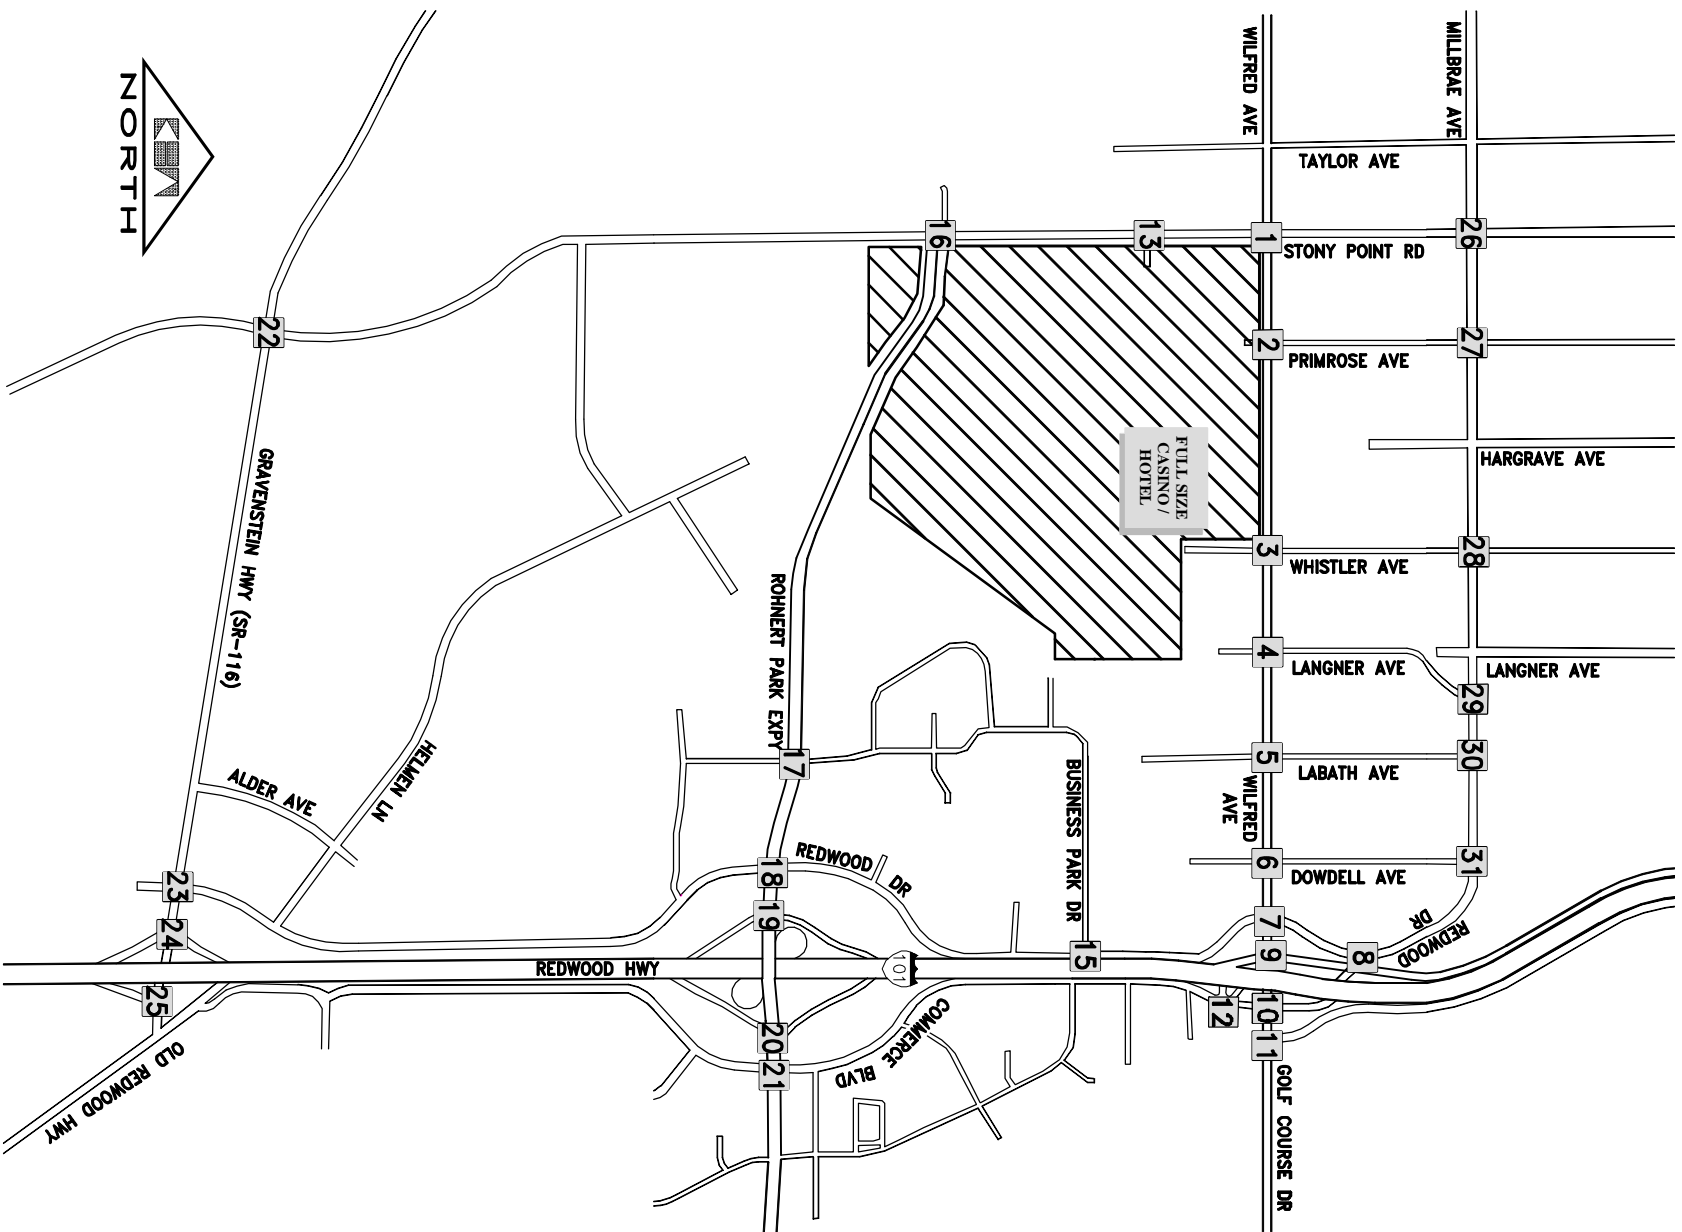 WILFRED AVE
MILLBRAE AVE
TAYLOR AVE
NORTH
KEA
16
13
1
26
STONY POINT RD
22
2
27
PRIMROSE AVE
FULL SIZE
CASINO /
HOTEL
HARGRAVE AVE
GRAVENSTEIN HWY (SR-116)
3
28
WHISTLER AVE
ROHNERT PARK EXPY
4
LANGNER AVE
LANGNER AVE
29
17
5
30
LABATH AVE
WILFRED
AVE
HELMEN LN
ALDER AVE
BUSINESS PARK DR
REDWOOD DR
18
6
31
DOWDELL AVE
23
19
7
REDWOOD
DR
24
REDWOOD HWY
101
15
9
8
25
20
12
10
21
11
COMMERCE BLVD
OLD REDWOOD HWY
GOLF COURSE DR